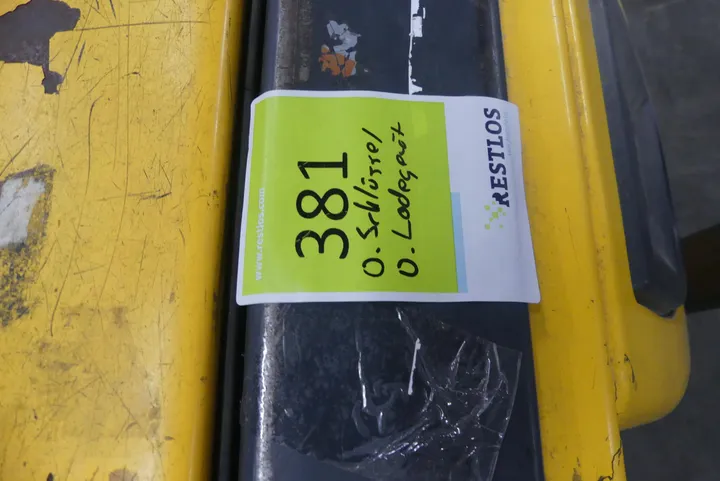 www.restlos.com
381
O. Schlüssel
O. Ladegerät
RESTLOS